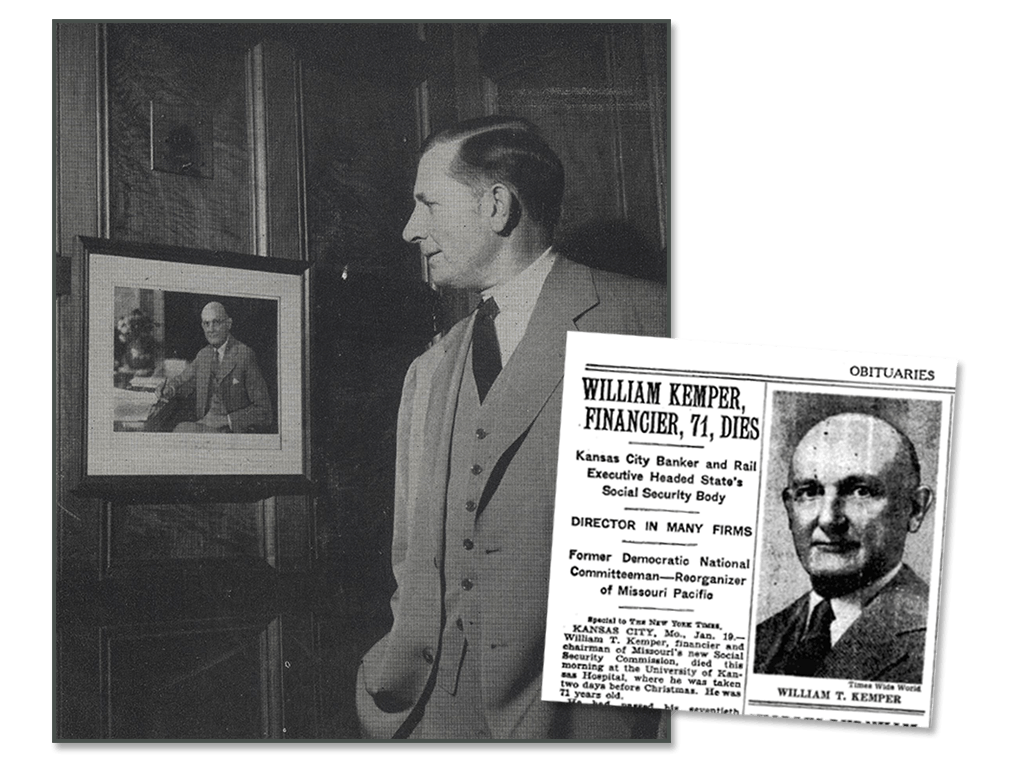 OBITUARIES
WILLIAM KEMPER,
FINANCIER, 71, DIES
Kansas City Banker and Rail
Executive Headed State's
Social Security Body
DIRECTOR IN MANY FIRMS
Former Democratic National
Committeeman—Reorganizer
of Missouri Pacific
Special to THE NEW YORK TIMES.
KANSAS CITY, Mo., Jan. 19.—
William T. Kemper, financier and
chairman of Missouri's new Social
Security Commission, died this
morning at the University of Kan-
sas Hospital, where he was taken
two days before Christmas. He was
71 years old.
He had passed his seventieth
Times Wide World
WILLIAM T. KEMPER